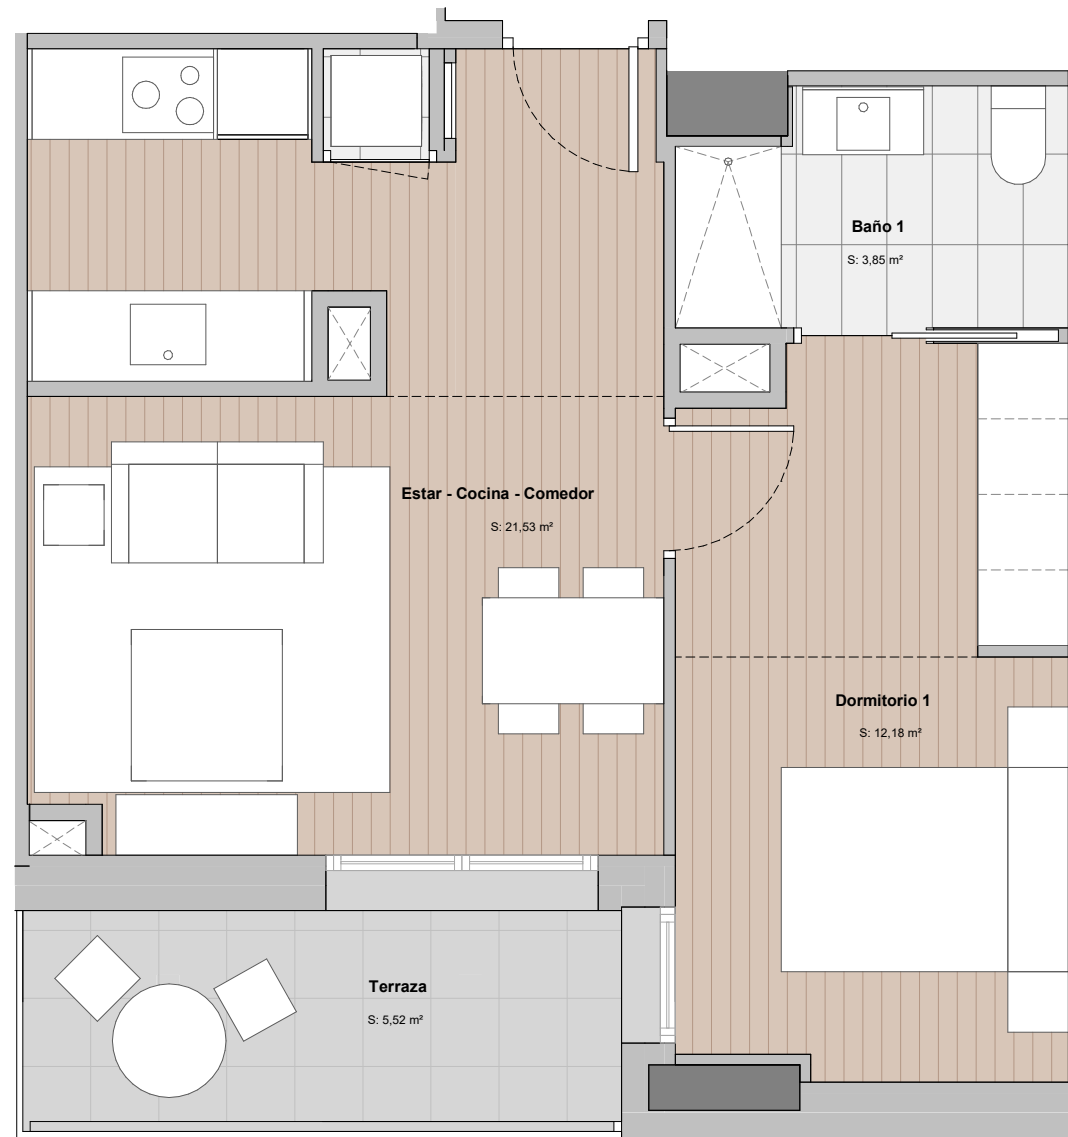 Baño 1
S: 3,85 m²
Estar - Cocina - Comedor
S: 21,53 m²
Dormitorio 1
S: 12,18 m²
Terraza
S: 5,52 m²